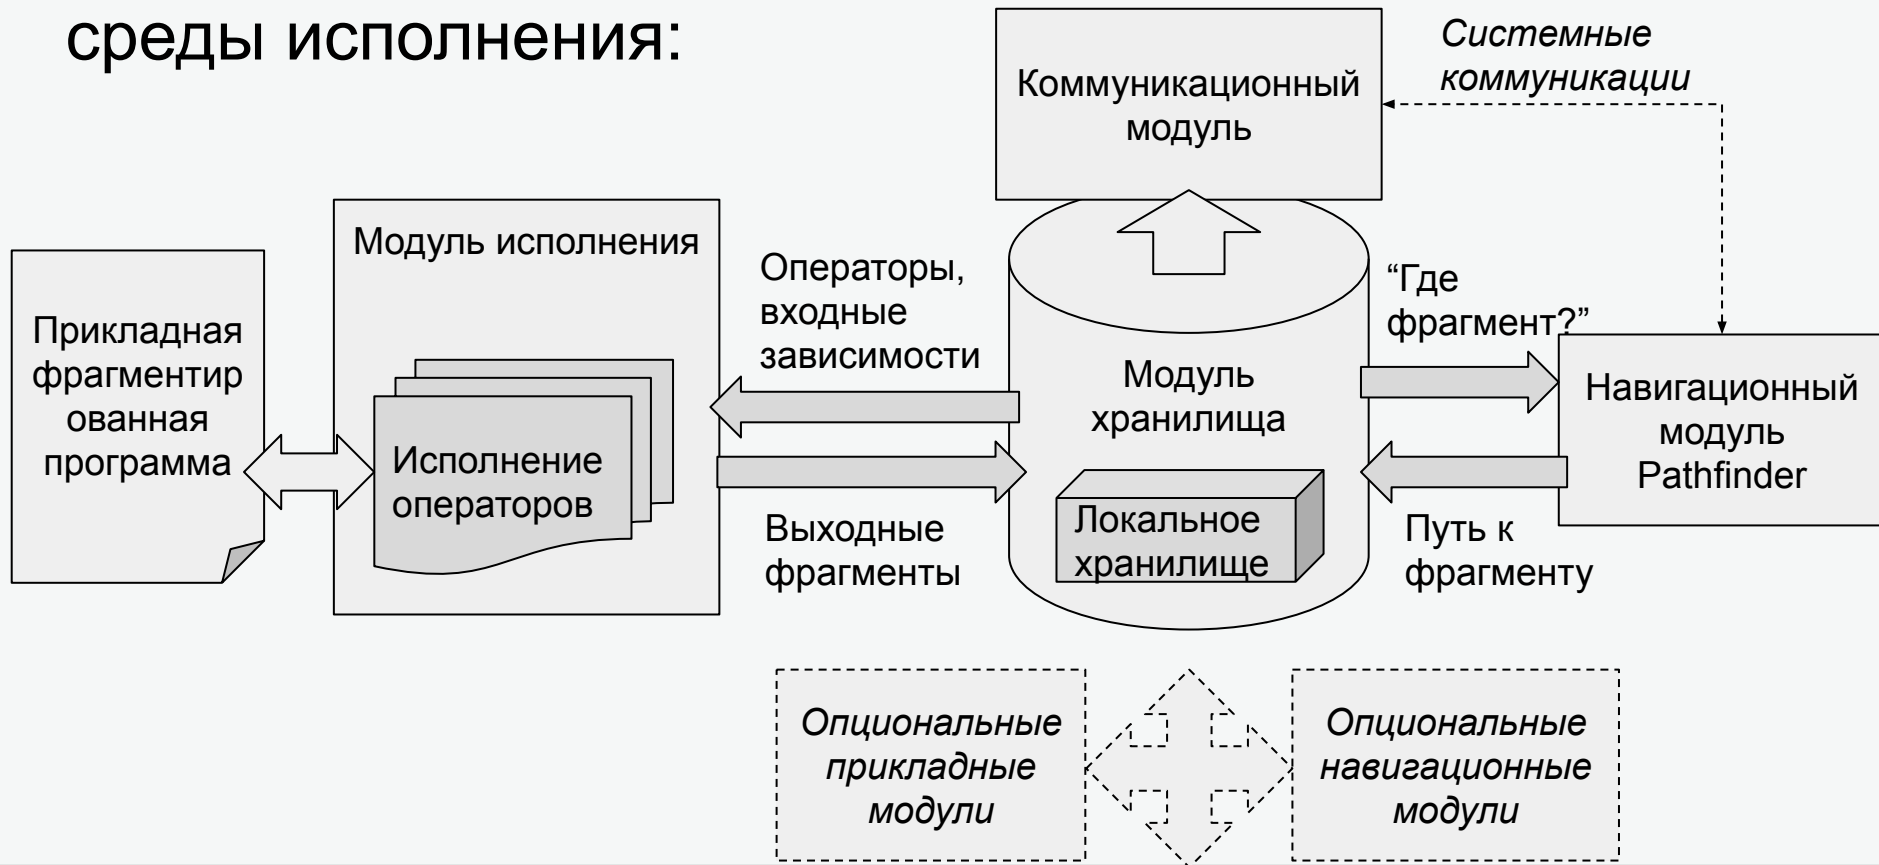 среды исполнения:
Системные
коммуникации
Коммуникационный
модуль
Прикладная
фрагментир
ованная
программа
Модуль исполнения
Исполнение
операторов
Операторы,
входные
зависимости
Выходные
фрагменты
Модуль
хранилища
Локальное
хранилище
“Где
фрагмент?”
Путь к
фрагменту
Навигационный
модуль
Pathfinder
Опциональные
прикладные
модули
Опциональные
навигационные
модули